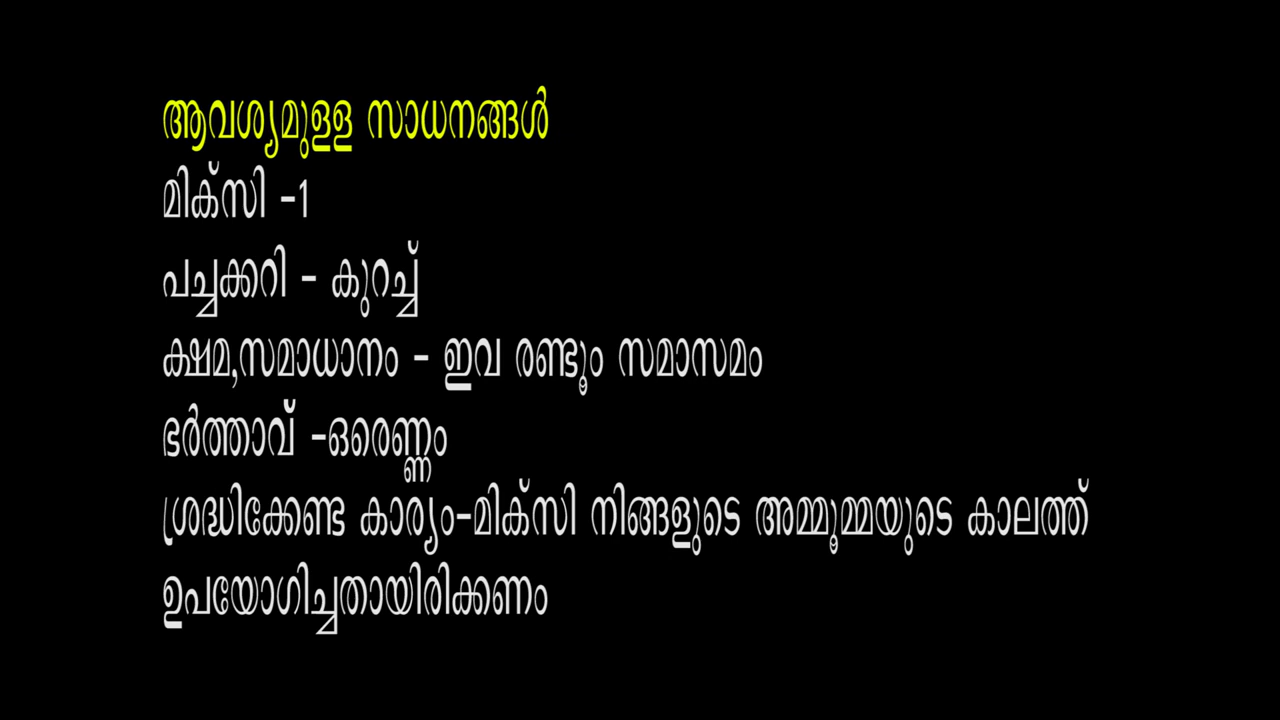 ആവശ്യമുളള സാധനങ്ങൾ
മിക്സി -1
പച്ചക്കറി - കുറച്ച്
ക്ഷമ,സമാധാനം - ഇവ രണ്ടൂം സമാസമം
ഭർത്താവ് -ഒരെണ്ണം
ശ്രദ്ധിക്കേണ്ട കാര്യം-മിക്സി നിങ്ങളുടെ അമ്മൂമ്മയുടെ കാലത്ത്
ഉപയോഗിച്ചതായിരിക്കണം